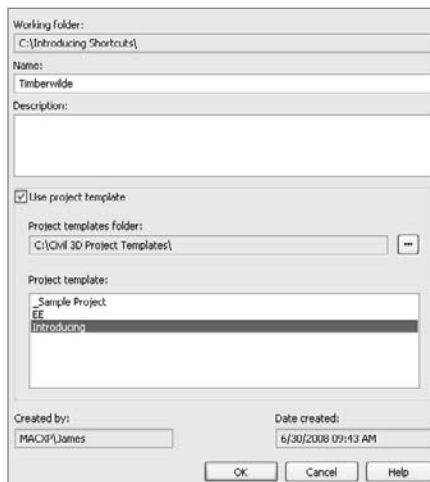 Working folder:
C:\Introducing Shortcuts\
Name:
Timberwilde
Description:
Use project template
Project templates folder:
C:\Civil 3D Project Templates\
...
Project template:
_Sample Project
EE
Introducing
Created by:
MACXP\James
Date created:
6/30/2008 09:43 AM
OK
Cancel
Help